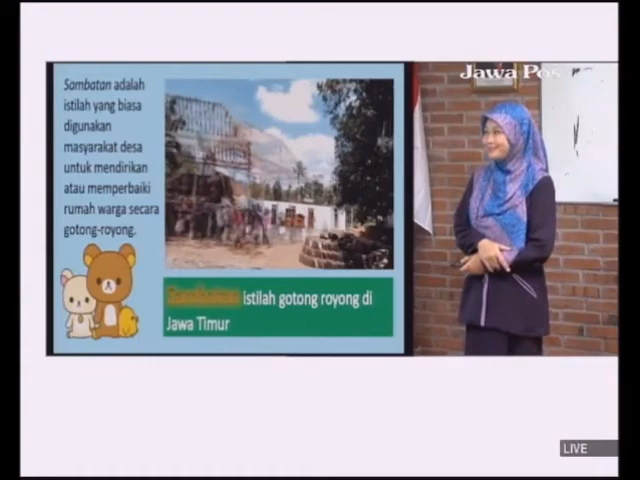 Jawa Pos
Sambatan adalah
istilah yang biasa
digunakan
masyarakat desa
untuk mendirikan
atau memperbaiki
rumah warga secara
gotong-royong.
istilah gotong royong di
Jawa Timur
LIVE